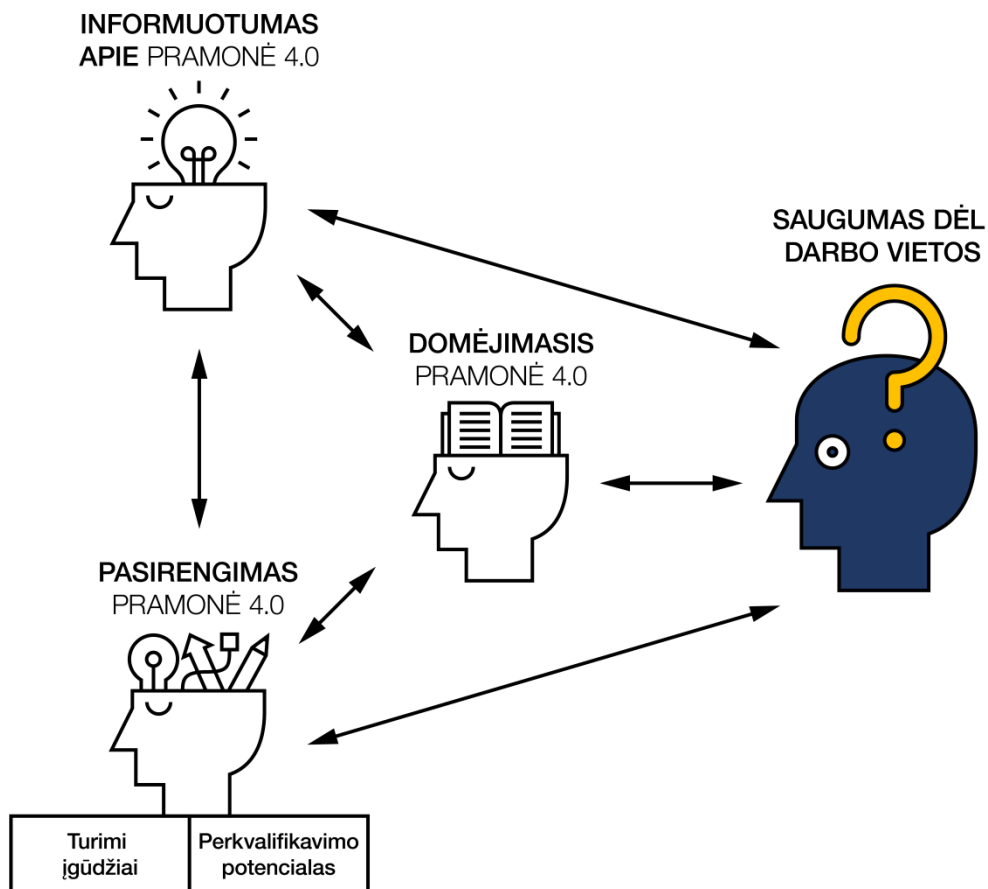 INFORMUOTUMAS
APIE PRAMONĖ 4.0
SAUGUMAS DĖL
DARBO VIETOS
DOMĖJIMASIS
PRAMONĖ 4.0
PASIRENGIMAS
PRAMONĖ 4.0
Turimi
įgūdžiai
Perkvalifikavimo
potencialas